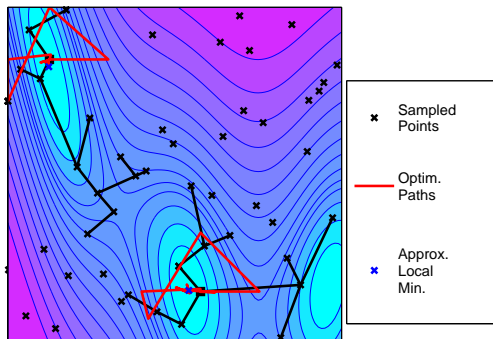 Sampled
Points
Optim.
Paths
Approx.
Local
Min.